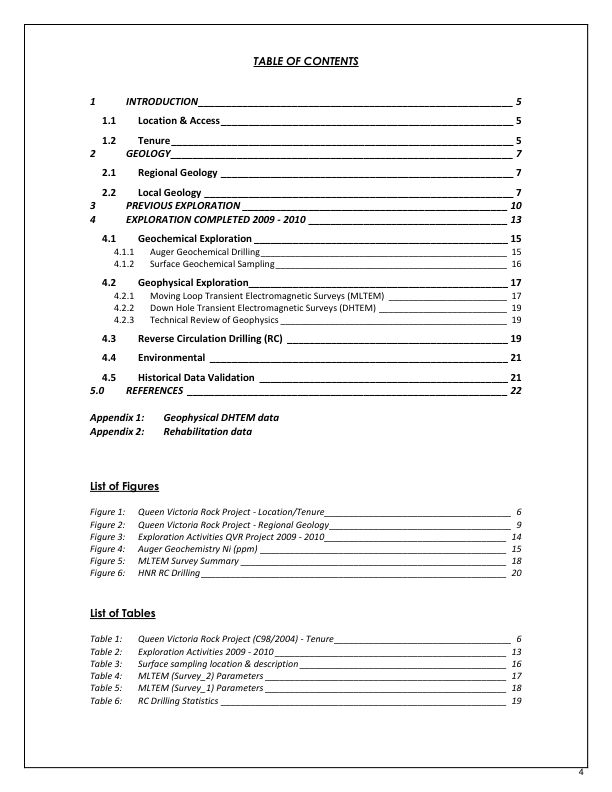 TABLE OF CONTENTS
1 INTRODUCTION 5
1.1 Location & Access 5
1.2 Tenure 5
2 GEOLOGY 7
2.1 Regional Geology 7
2.2 Local Geology 7
3 PREVIOUS EXPLORATION 10
4 EXPLORATION COMPLETED 2009 - 2010 13
4.1 Geochemical Exploration 15
4.1.1 Auger Geochemical Drilling 15
4.1.2 Surface Geochemical Sampling 16
4.2 Geophysical Exploration 17
4.2.1 Moving Loop Transient Electromagnetic Surveys (MLTEM) 17
4.2.2 Down Hole Transient Electromagnetic Surveys (DHTEM) 19
4.2.3 Technical Review of Geophysics 19
4.3 Reverse Circulation Drilling (RC) 19
4.4 Environmental 21
4.5 Historical Data Validation 21
5.0 REFERENCES 22
Appendix 1: Geophysical DHTEM data
Appendix 2: Rehabilitation data
List of Figures
Figure 1: Queen Victoria Rock Project - Location/Tenure 6
Figure 2: Queen Victoria Rock Project - Regional Geology 9
Figure 3: Exploration Activities QVR Project 2009 - 2010 14
Figure 4: Auger Geochemistry Ni (ppm) 15
Figure 5: MLTEM Survey Summary 18
Figure 6: HNR RC Drilling 20
List of Tables
Table 1: Queen Victoria Rock Project (C98/2004) - Tenure 6
Table 2: Exploration Activities 2009 - 2010 13
Table 3: Surface sampling location & description 16
Table 4: MLTEM (Survey_2) Parameters 17
Table 5: MLTEM (Survey_1) Parameters 18
Table 6: RC Drilling Statistics 19
4